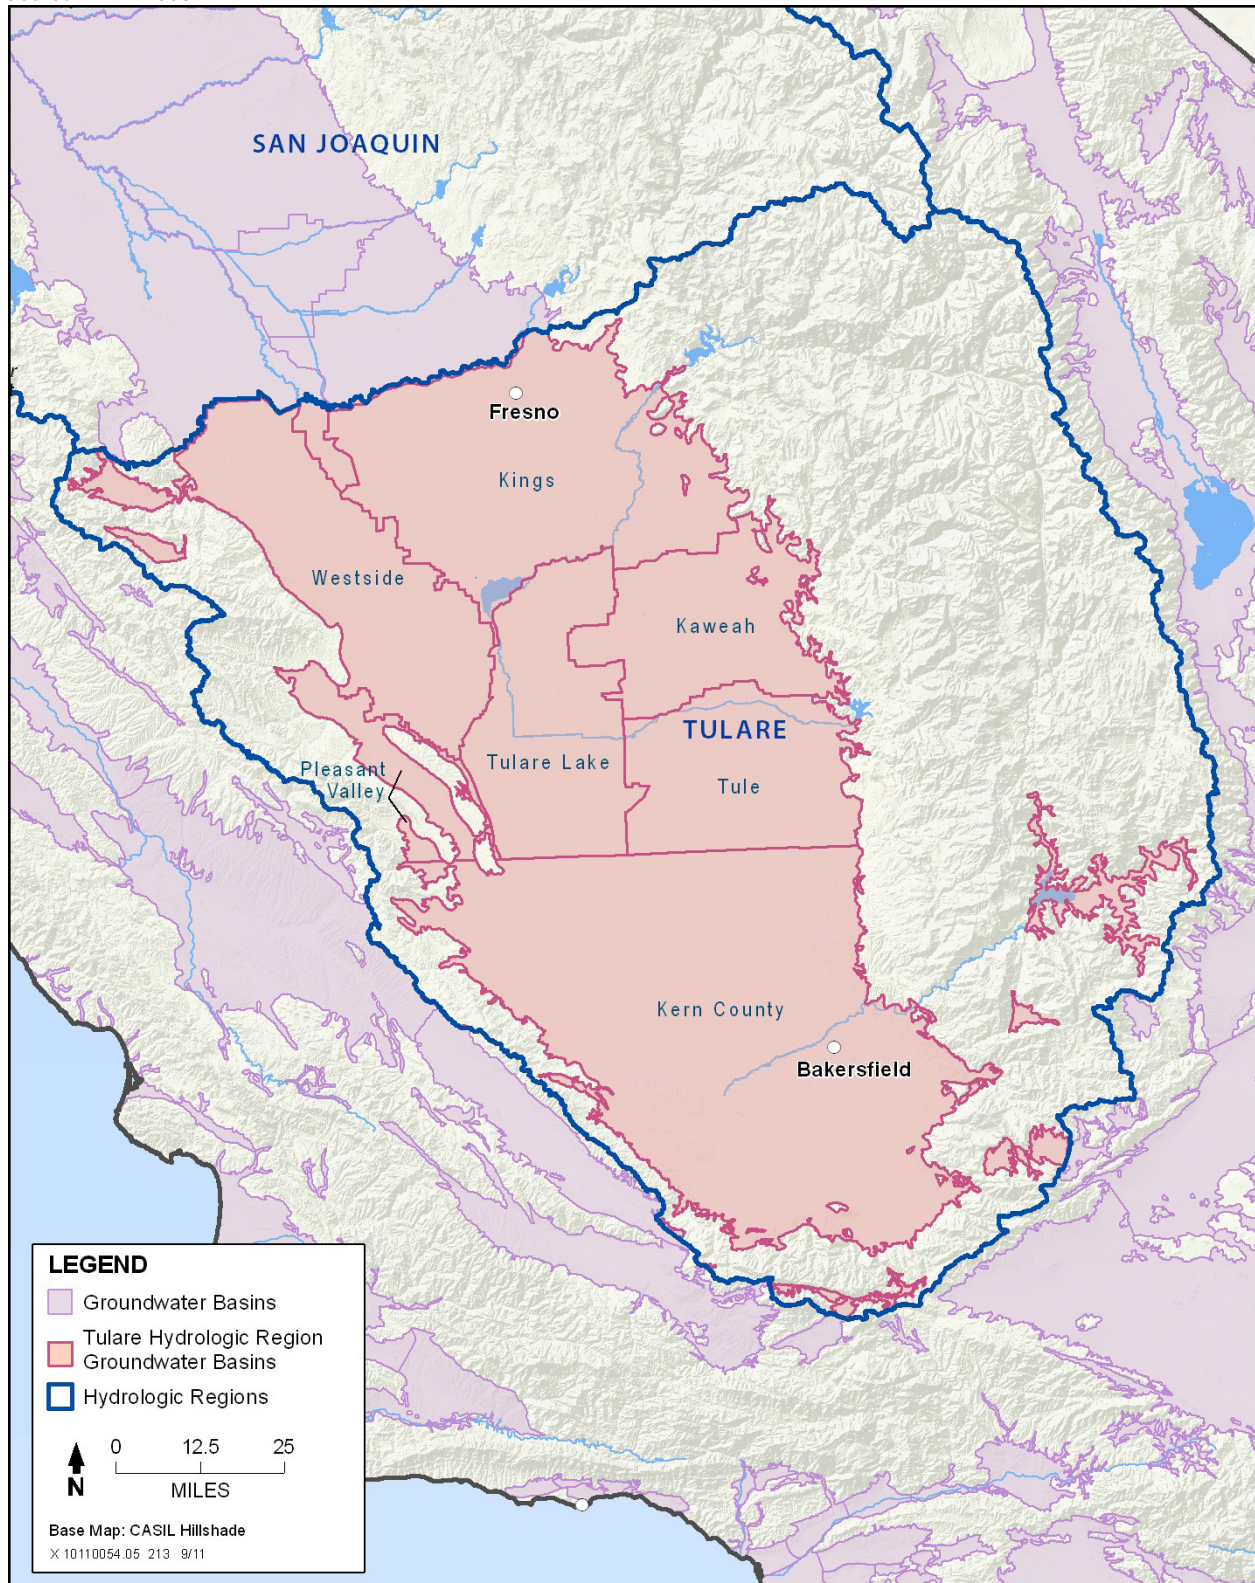 SAN JOAQUIN
Fresno
Kings
Westside
Kaweah
TULARE
Pleasant
Valley
Tulare Lake
Tule
Kern County
Bakersfield
LEGEND
Groundwater Basins
Tulare Hydrologic Region
Groundwater Basins
Hydrologic Regions
0 12.5 25
N
MILES
Base Map: CASIL Hillshade
X 10110054.05 213 9/11